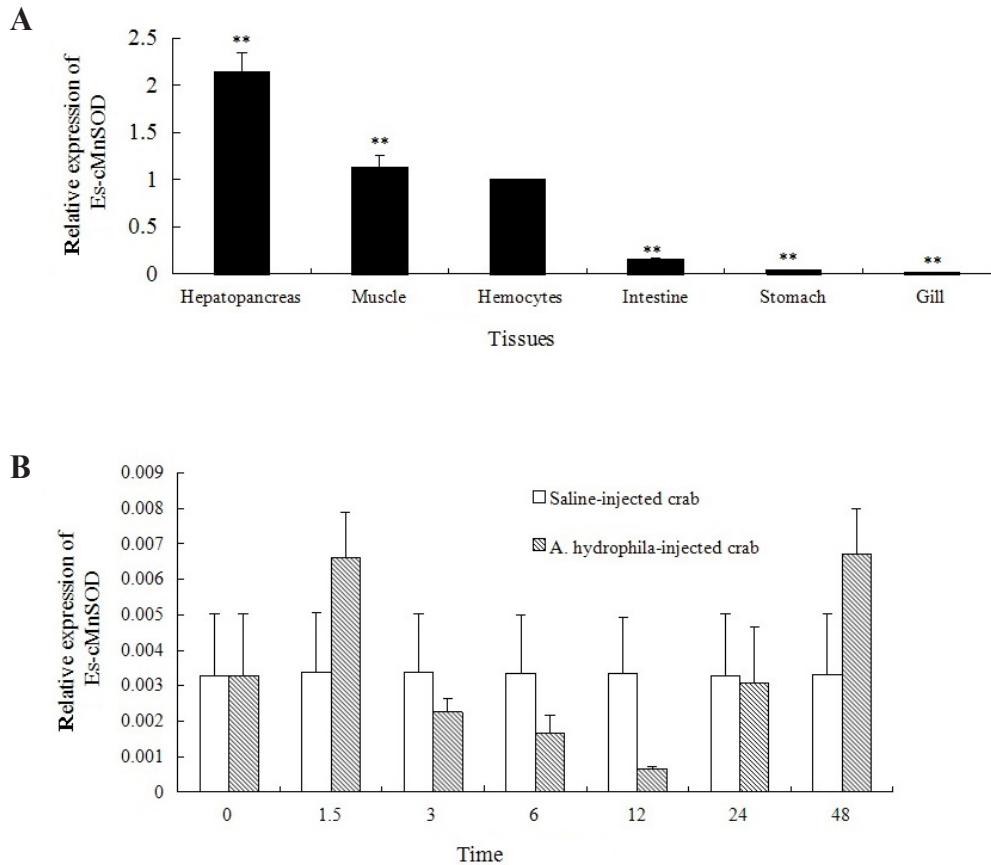 A
Relative expression of
Es-cMnSOD
2.5
2
1.5
1
0.5
0
**
**
**
**
**
Hepatopancreas Muscle Hemocytes Intestine Stomach Gill
Tissues
B
Relative expression of
Es-cMnSOD
0.009
0.008
0.007
0.006
0.005
0.004
0.003
0.002
0.001
0
Saline-injected crab
A. hydrophila-injected crab
0 1.5 3 6 12 24 48
Time